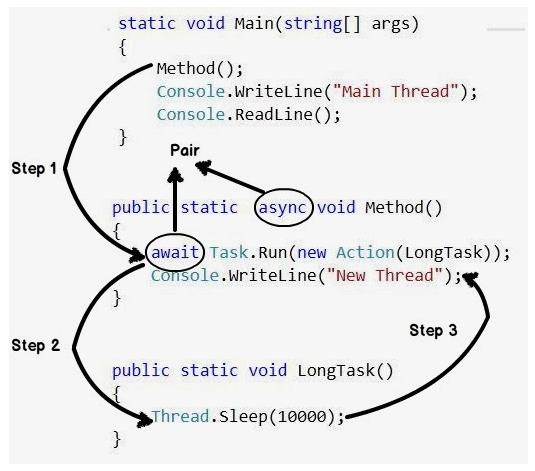 static void Main(string[] args)
{
Method();
Console.WriteLine("Main Thread");
Console.ReadLine();
}
Pair
Step 1
public static async void Method()
{
await Task.Run(new Action(LongTask));
Console.WriteLine("New Thread");
}
Step 3
Step 2
public static void LongTask()
{
Thread.Sleep(10000);
}